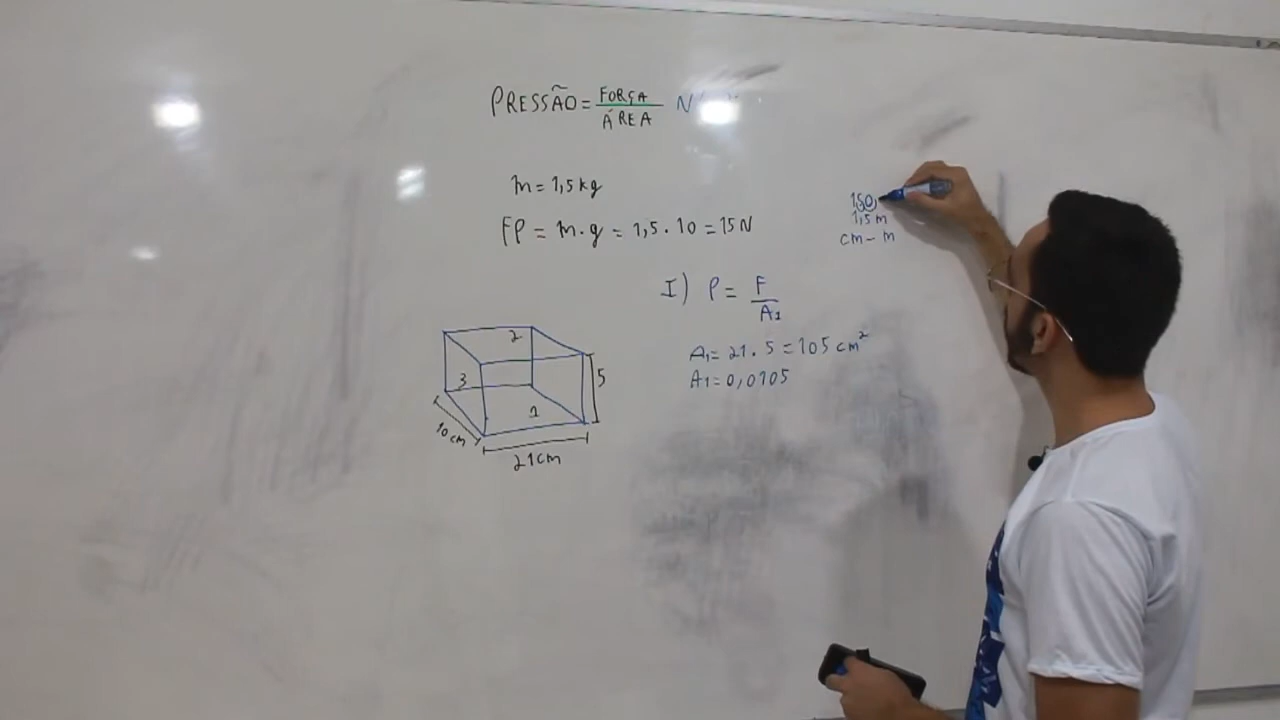 PRESSÃO = FORÇA / ÁREA N
m = 1,5 kg
FP = m . g = 1,5 . 10 = 15 N
150,
1,5 m
cm - m
I) P = F / A1
A1 = 21 . 5 = 105 cm²
A1 = 0,0105
2
3
5
1
10 cm
21 cm